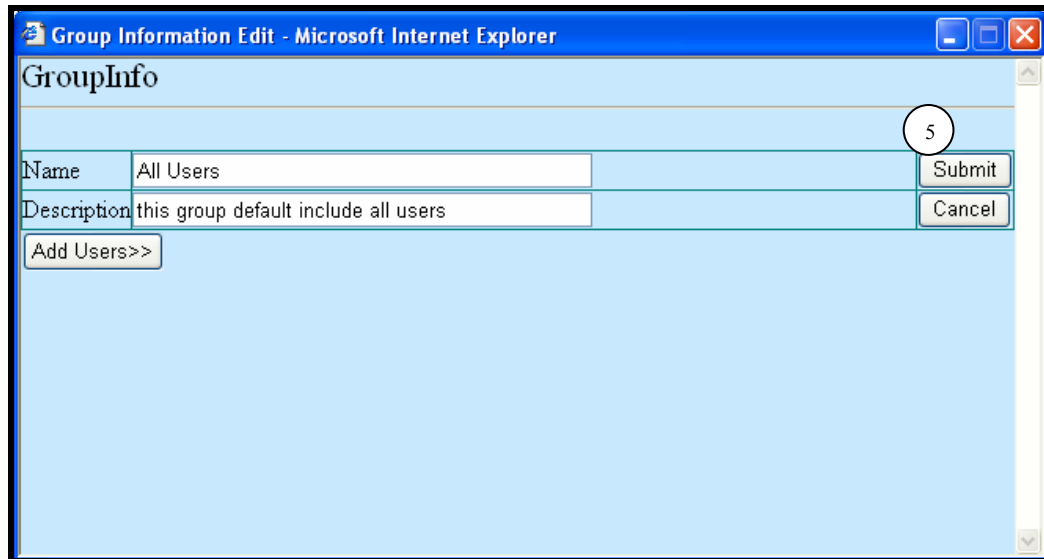 Group Information Edit - Microsoft Internet Explorer
GroupInfo
5
Name All Users Submit
Description this group default include all users Cancel
Add Users>>